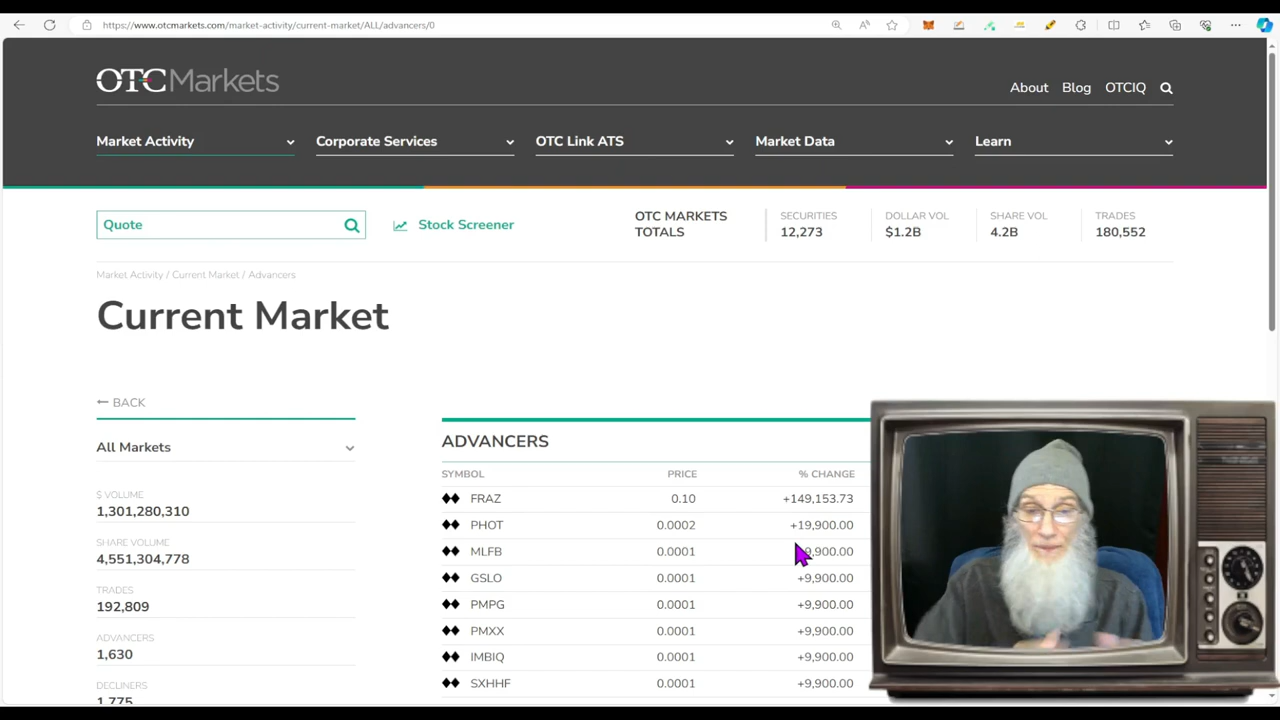 https://www.otcmarkets.com/market-activity/current-market/ALL/advancers/0
OTC Markets
About Blog OTCIQ
Market Activity Corporate Services OTC Link ATS Market Data Learn
Quote
Stock Screener
OTC MARKETS TOTALS
SECURITIES 12,273
DOLLAR VOL $1.2B
SHARE VOL 4.2B
TRADES 180,552
Market Activity / Current Market / Advancers
Current Market
BACK
All Markets
$ VOLUME
1,301,280,310
SHARE VOLUME
4,551,304,778
TRADES
192,809
ADVANCERS
1,630
DECLINERS
1,775
ADVANCERS
SYMBOL PRICE % CHANGE
FRAZ 0.10 +149,153.73
PHOT 0.0002 +19,900.00
MLFB 0.0001 9,900.00
GSLO 0.0001 +9,900.00
PMPG 0.0001 +9,900.00
PMXX 0.0001 +9,900.00
IMBIQ 0.0001 +9,900.00
SXHHF 0.0001 +9,900.00